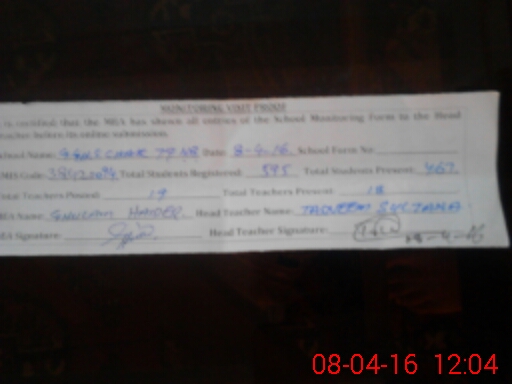 MONITORING VISIT PROOF
is certified that the MEA has shown all entries of the School Monitoring Form to the Head
teacher before its online submission.
School Name: Date: 8-4-16 School Form No
EMIS Code: Total Students Registered: 595 Total Students Present: 467
Total Teachers Posted: 19 Total Teachers Present: 18
MEA Name: GHULAM HAIDER Head Teacher Name: TASNEEM SULTANA
MEA Signature: Head Teacher Signature:
08-04-16 12:04